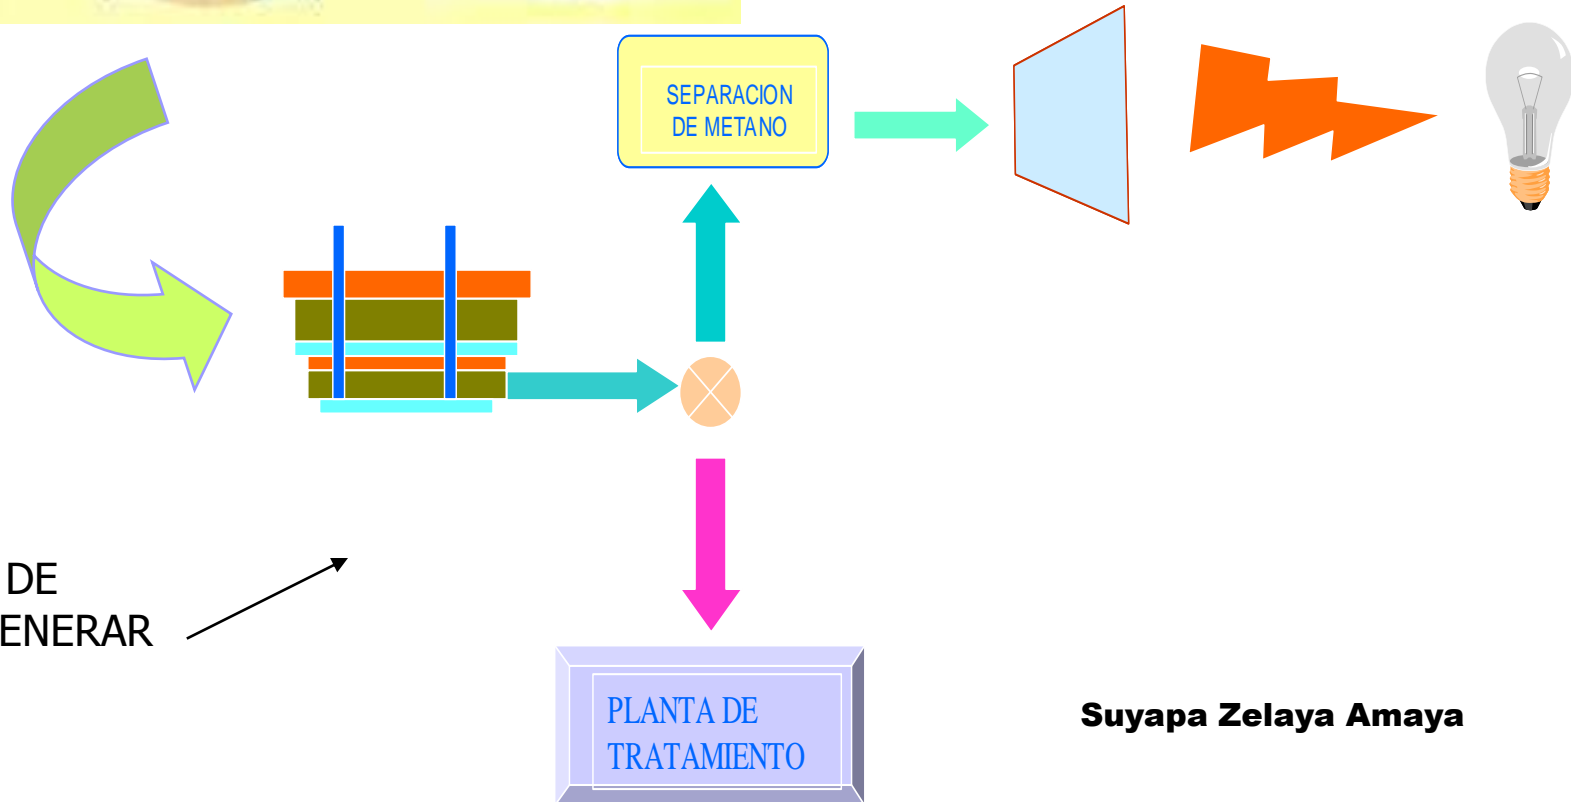 SEPARACION
DE METANO
DE
ENERAR
PLANTA DE
TRATAMIENTO
Suyapa Zelaya Amaya